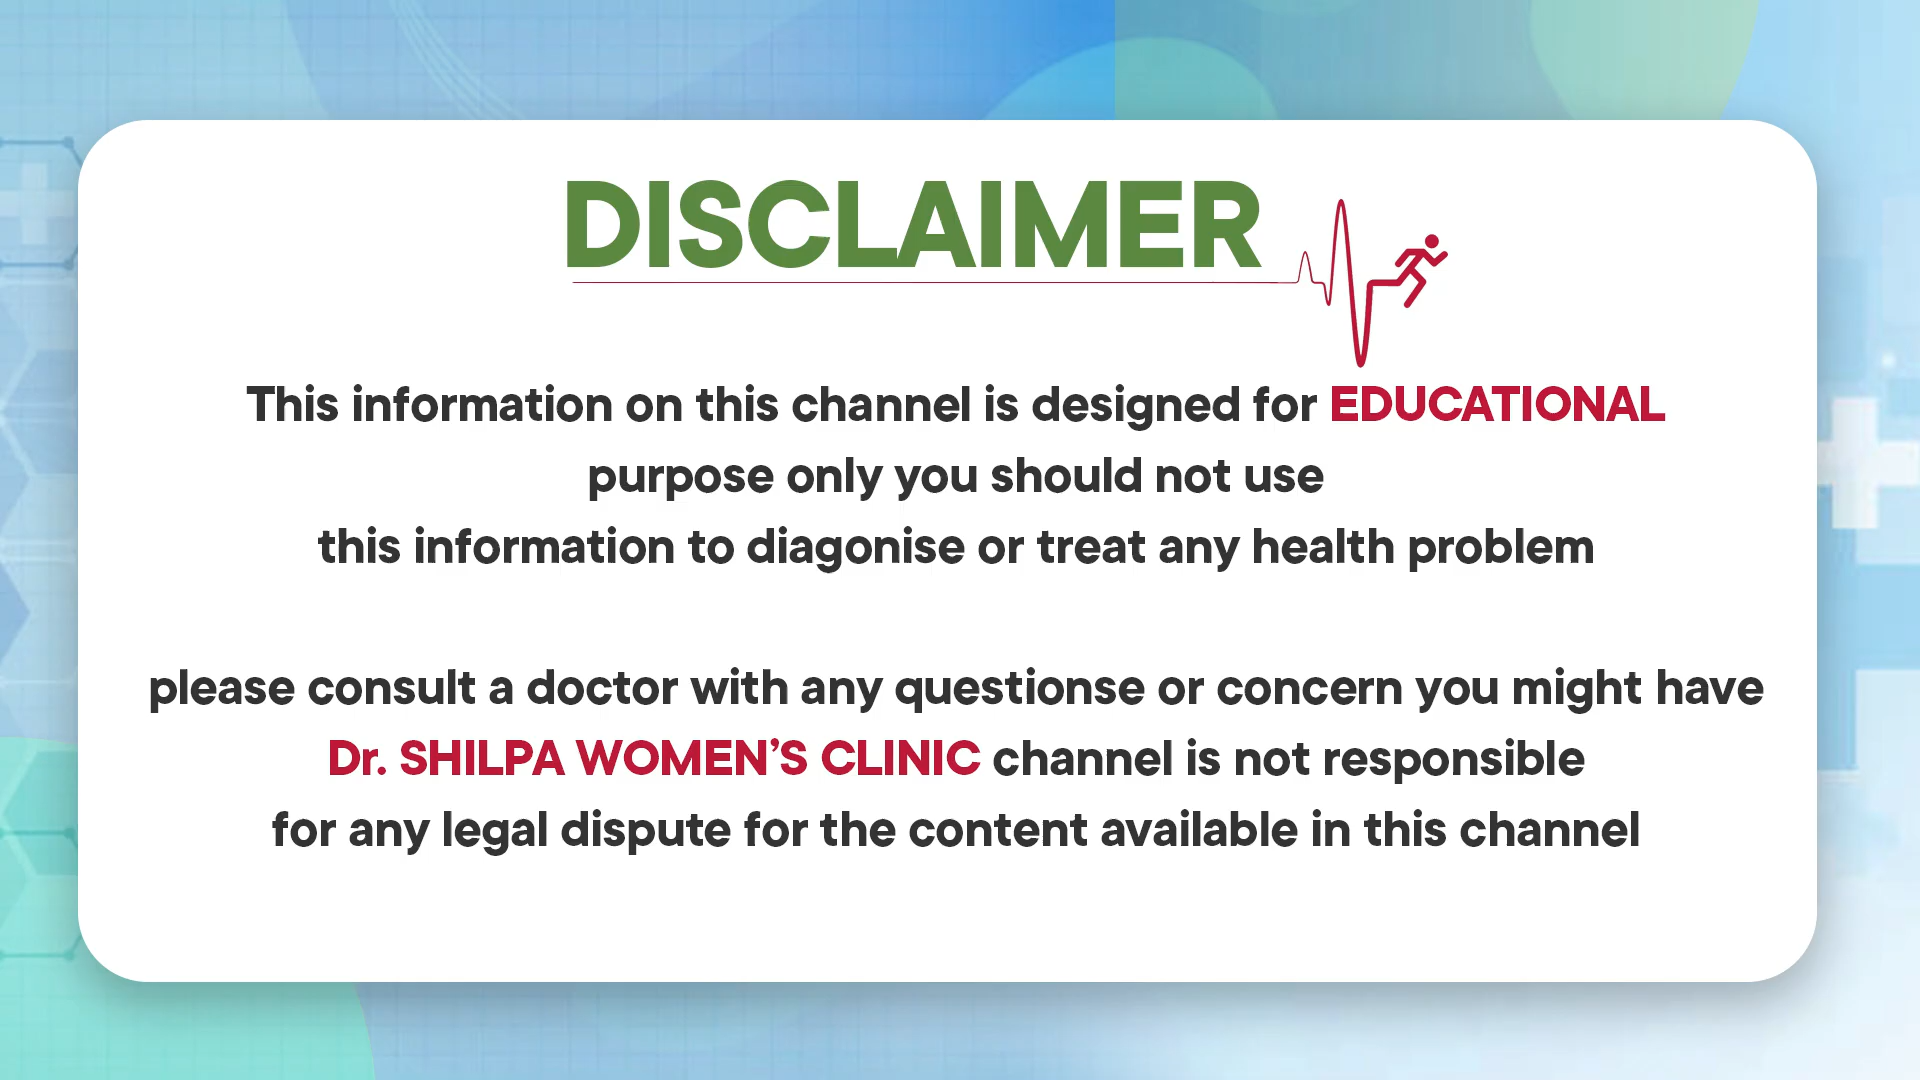 DISCLAIMER
This information on this channel is designed for EDUCATIONAL
purpose only you should not use
this information to diagonise or treat any health problem
please consult a doctor with any questionse or concern you might have
Dr. SHILPA WOMEN’S CLINIC channel is not responsible
for any legal dispute for the content available in this channel